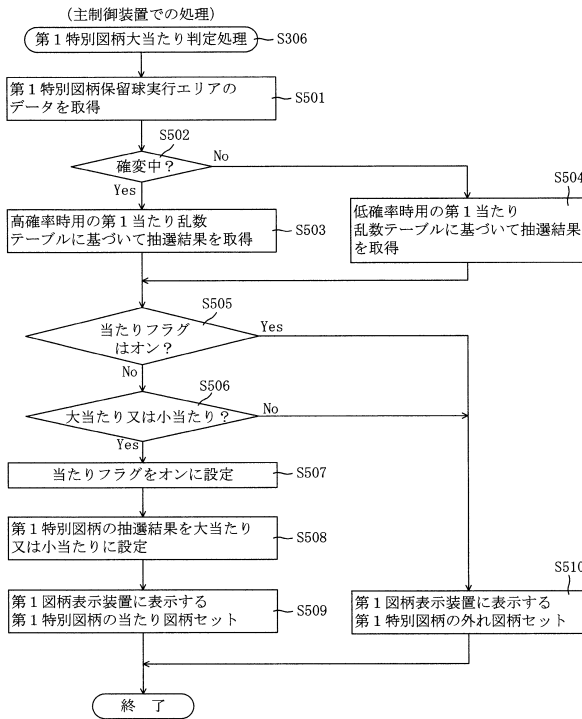 (主制御装置での処理)
第1特別図柄大当たり判定処理
S306
第1特別図柄保留球実行エリアの
データを取得
S501
S502
確変中?
No
Yes
高確率時用の第1当たり乱数
テーブルに基づいて抽選結果を取得
S503
S504
低確率時用の第1当たり
乱数テーブルに基づいて抽選結果
を取得
S505
当たりフラグ
はオン?
Yes
No
S506
大当たり又は小当たり?
No
Yes
当たりフラグをオンに設定
S507
第1特別図柄の抽選結果を大当たり
又は小当たりに設定
S508
第1図柄表示装置に表示する
第1特別図柄の当たり図柄セット
S509
S510
第1図柄表示装置に表示する
第1特別図柄の外れ図柄セット
終 了